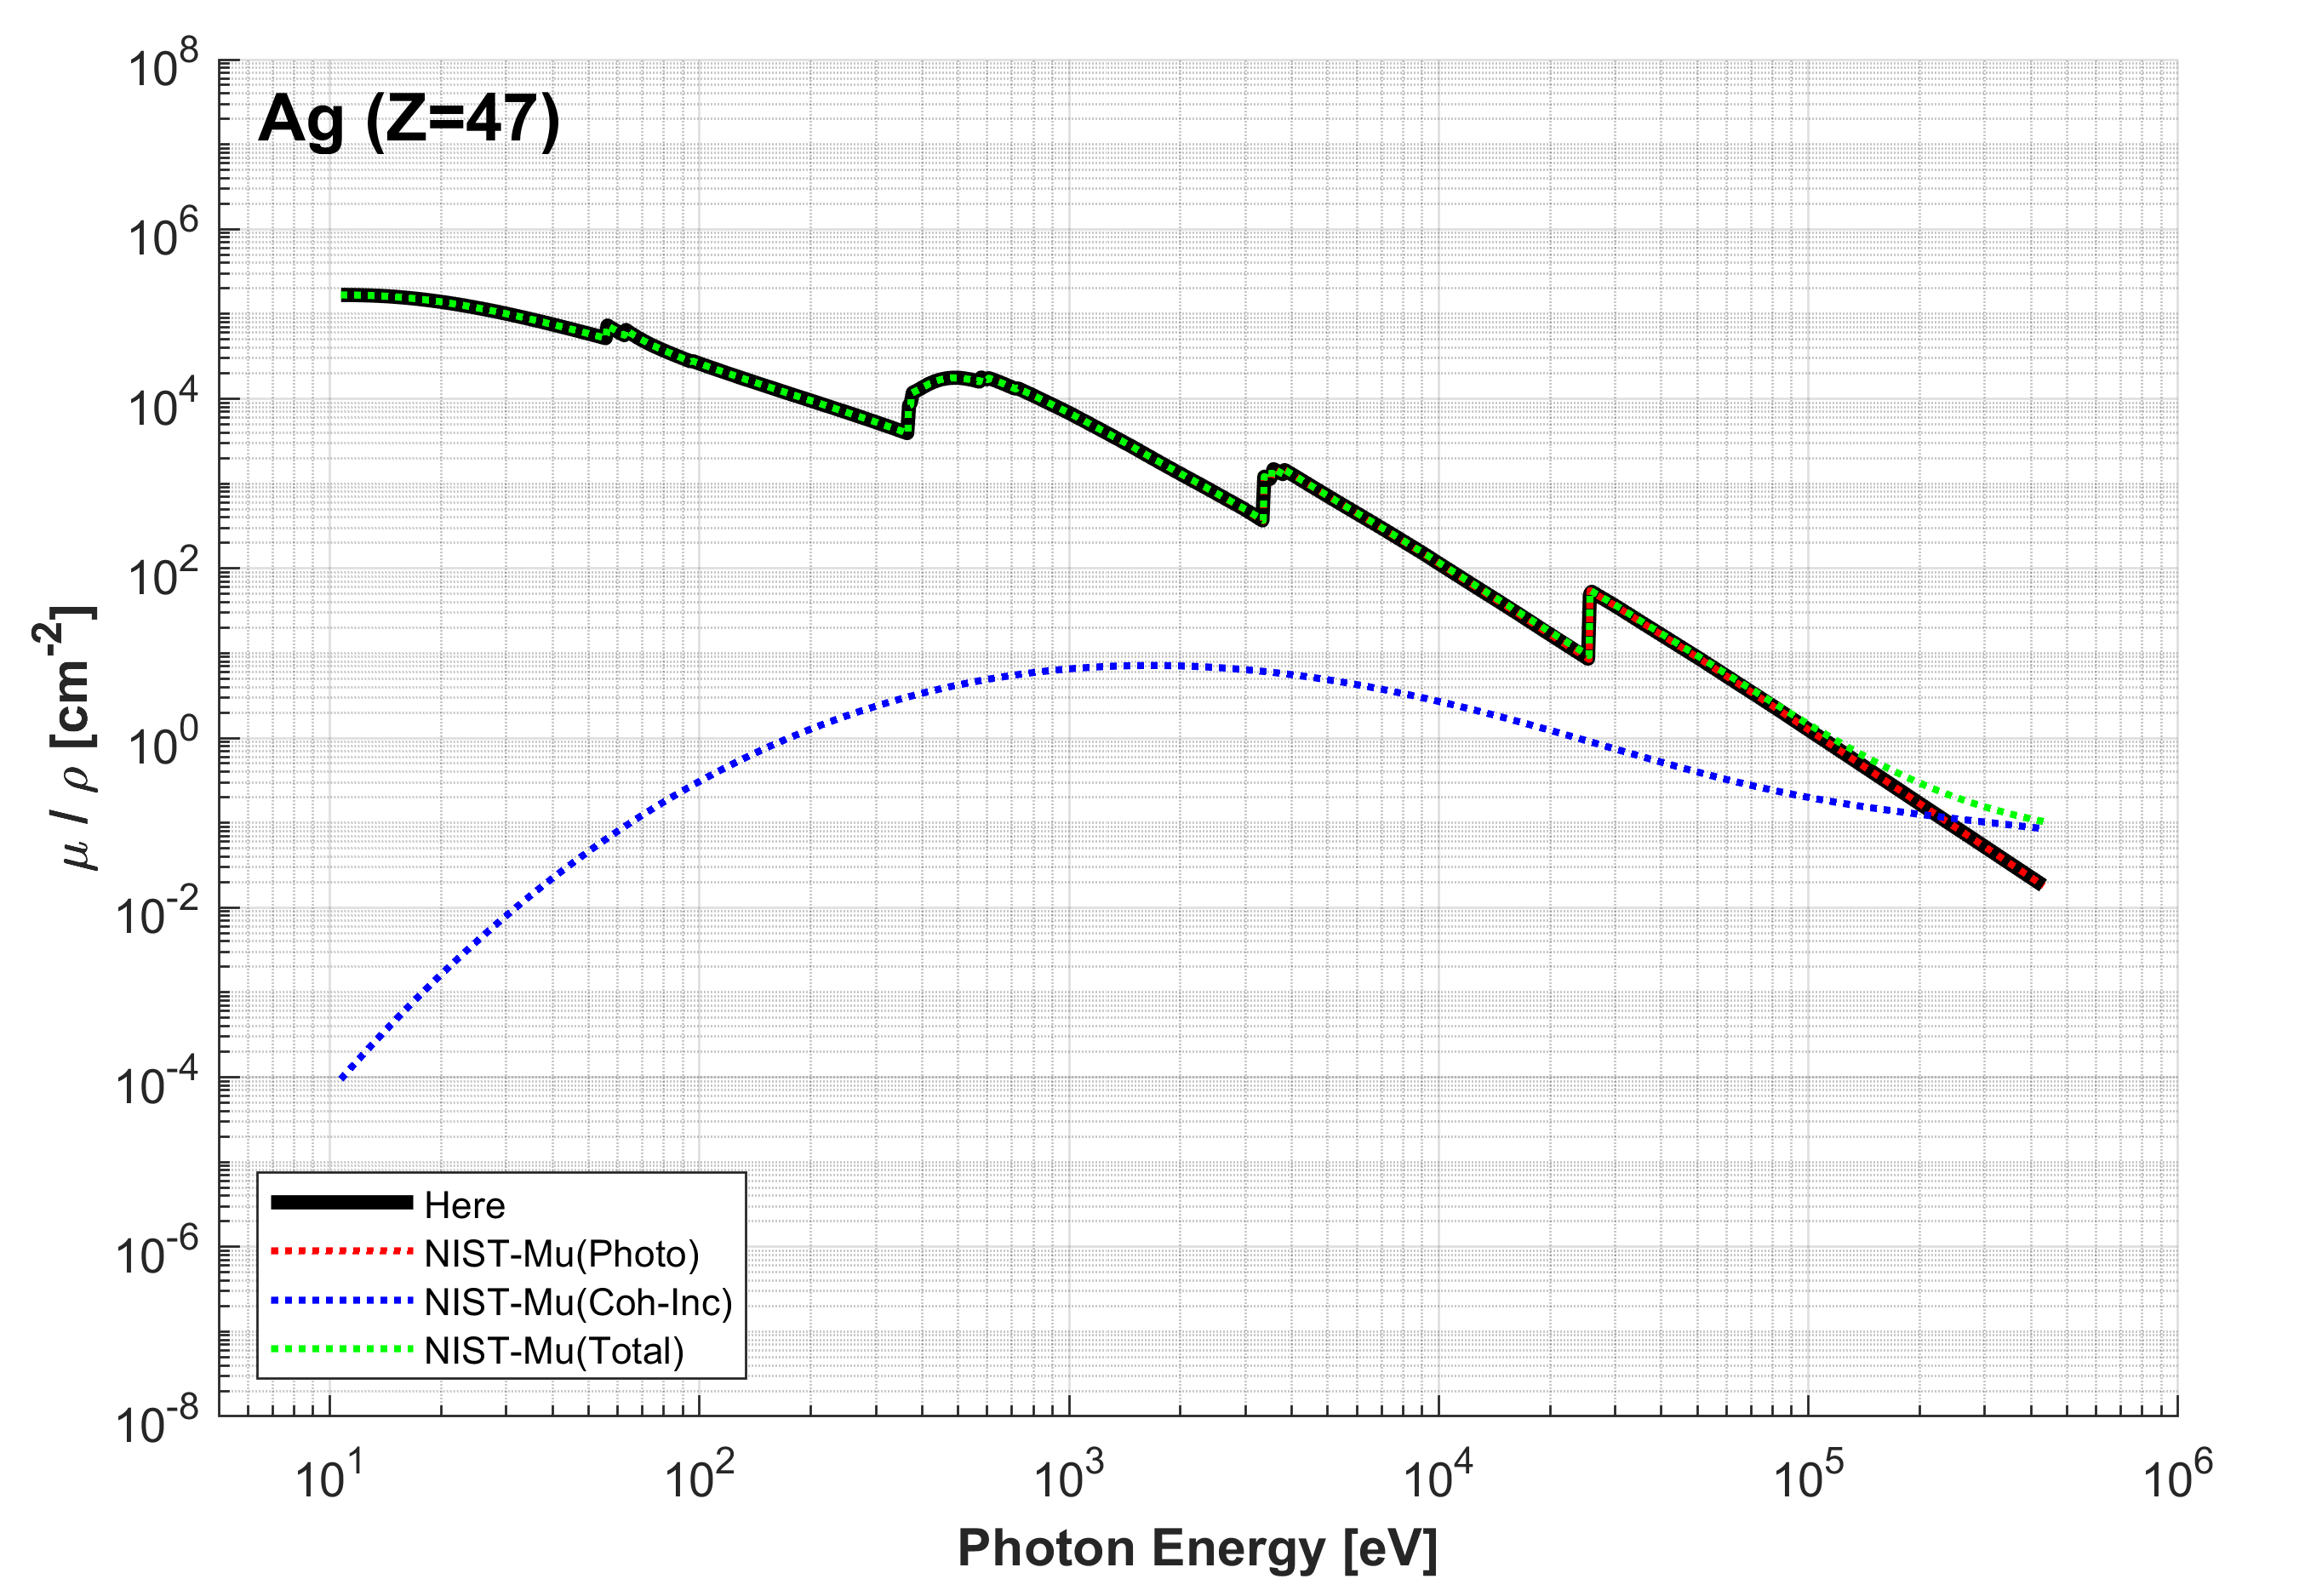 Ag (Z=47)
10^8
10^6
10^4
10^2
10^0
10^-2
10^-4
10^-6
10^-8
μ / ρ [cm^-2]
Here
NIST-Mu(Photo)
NIST-Mu(Coh-Inc)
NIST-Mu(Total)
10^1 10^2 10^3 10^4 10^5 10^6
Photon Energy [eV]